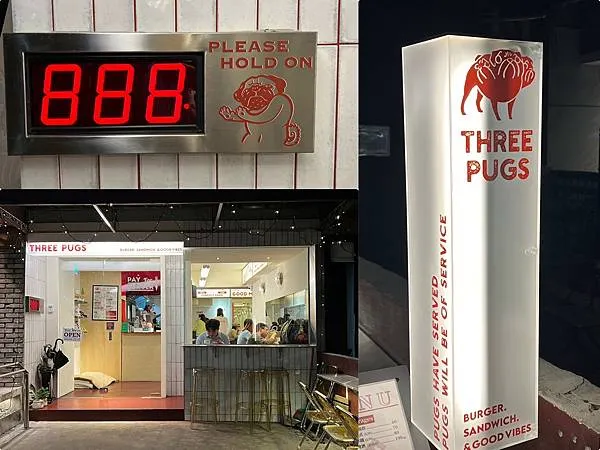 888
PLEASE
HOLD ON
THREE PUGS
BURGER, SANDWICH, & GOOD VIBES
PAY
OPEN
GOOD
THREE
PUGS
PUGS HAVE SERVED
PUGS WILL BE OF SERVICE
BURGER,
SANDWICH,
& GOOD VIBES
NU